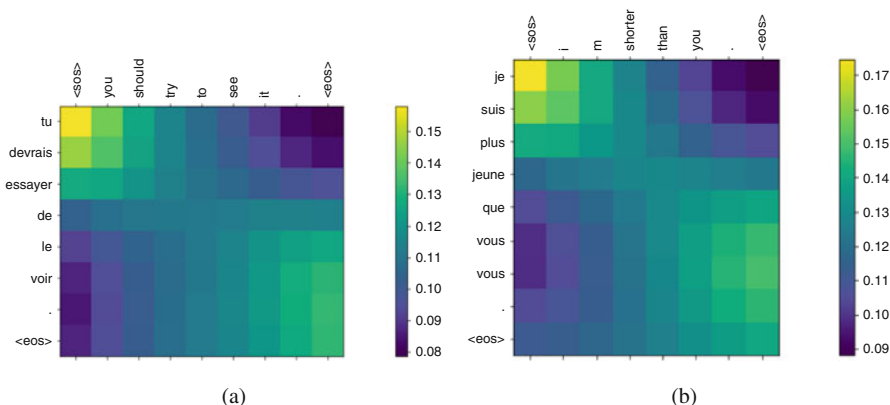 <sos> you should try to see it . <eos>
tu
devrais
essayer
de
le
voir
.
<eos>
0.15
0.14
0.13
0.12
0.11
0.10
0.09
0.08
(a)
<sos> i m shorter than you . <eos>
je
suis
plus
jeune
que
vous
vous
.
<eos>
0.17
0.16
0.15
0.14
0.13
0.12
0.11
0.10
0.09
(b)